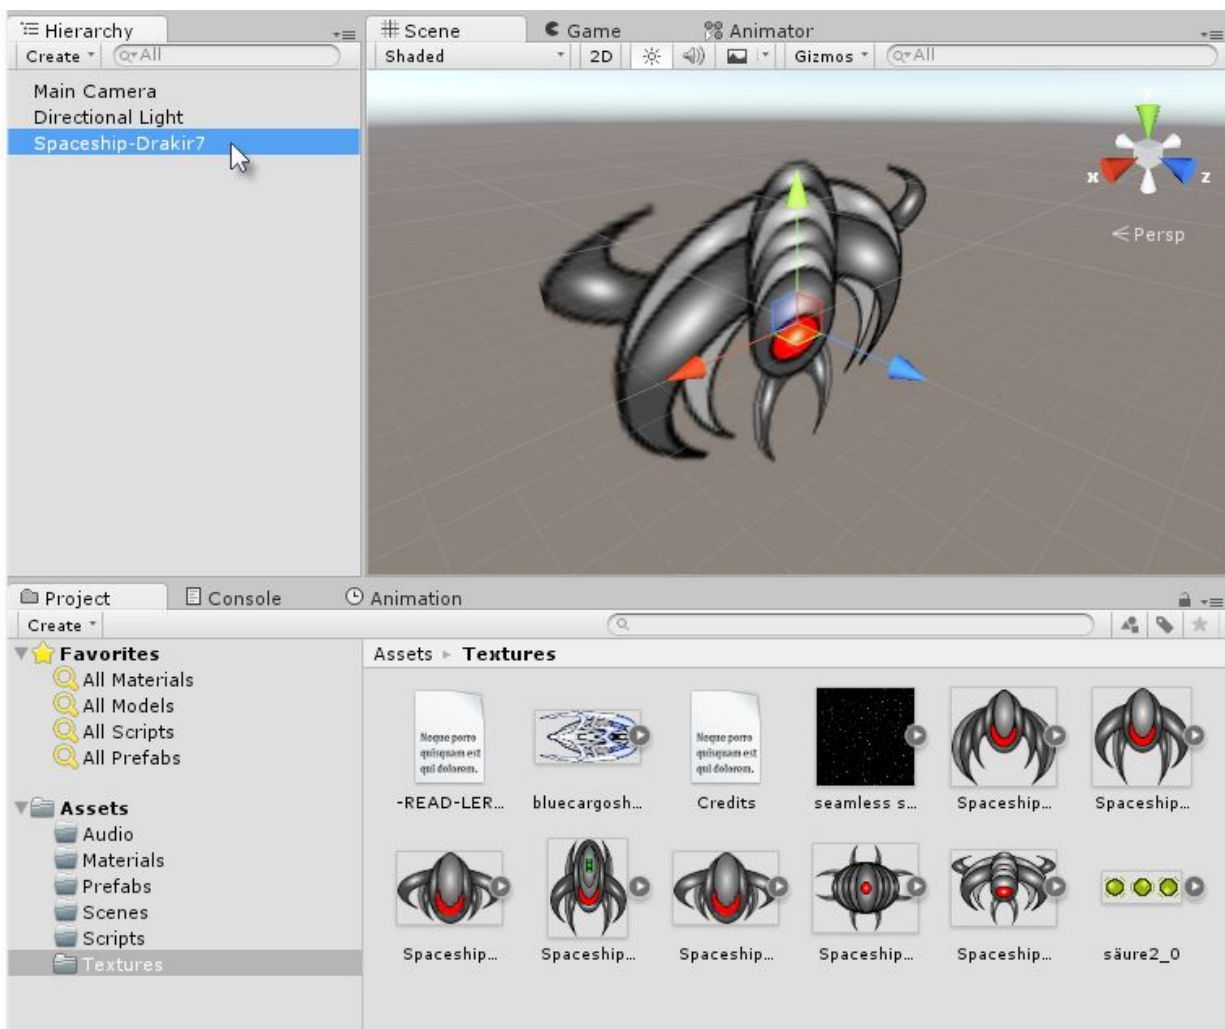 Hierarchy
Create All
Main Camera
Directional Light
Spaceship-Drakir7
Scene Game Animator
Shaded 2D Gizmos All
y
x z
Persp
Project Console Animation
Create
Favorites
All Materials
All Models
All Scripts
All Prefabs
Assets
Audio
Materials
Prefabs
Scenes
Scripts
Textures
Assets Textures
Neque porro
quisquam est
qui dolorem.
Neque porro
quisquam est
qui dolorem.
-READ-LER... bluecargosh... Credits seamless s... Spaceship... Spaceship...
Spaceship... Spaceship... Spaceship... Spaceship... Spaceship... säure2_0